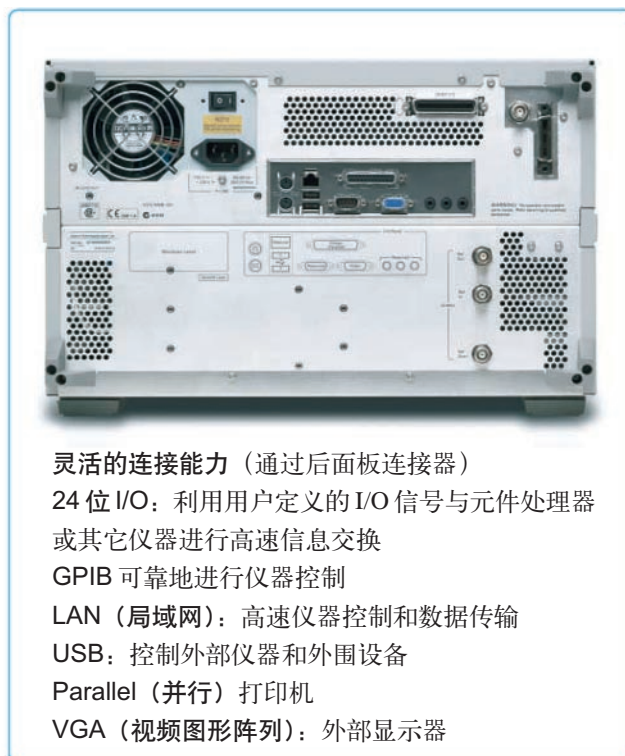 灵活的连接能力（通过后面板连接器）
24 位 I/O：利用用户定义的 I/O 信号与元件处理器
或其它仪器进行高速信息交换
GPIB 可靠地进行仪器控制
LAN（局域网）：高速仪器控制和数据传输
USB：控制外部仪器和外围设备
Parallel（并行）打印机
VGA（视频图形阵列）：外部显示器